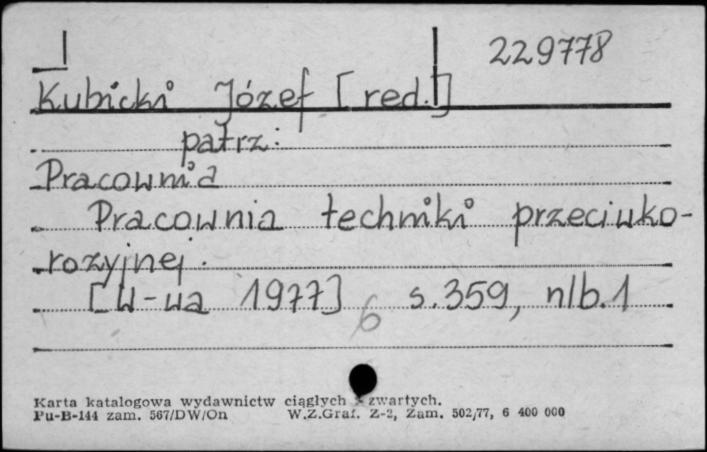 229778
Kubicki Józef [red.]
patrz:
Pracownia
Pracownia techniki przeciwko-
rozyjnej.
[W-wa 1977] s. 359, nlb. 1
6
Karta katalogowa wydawnictw ciągłych i zwartych.
Pu-B-144 zam. 567/DW/On W.Z.Graf. Z-2, Zam. 502/77, 6 400 000